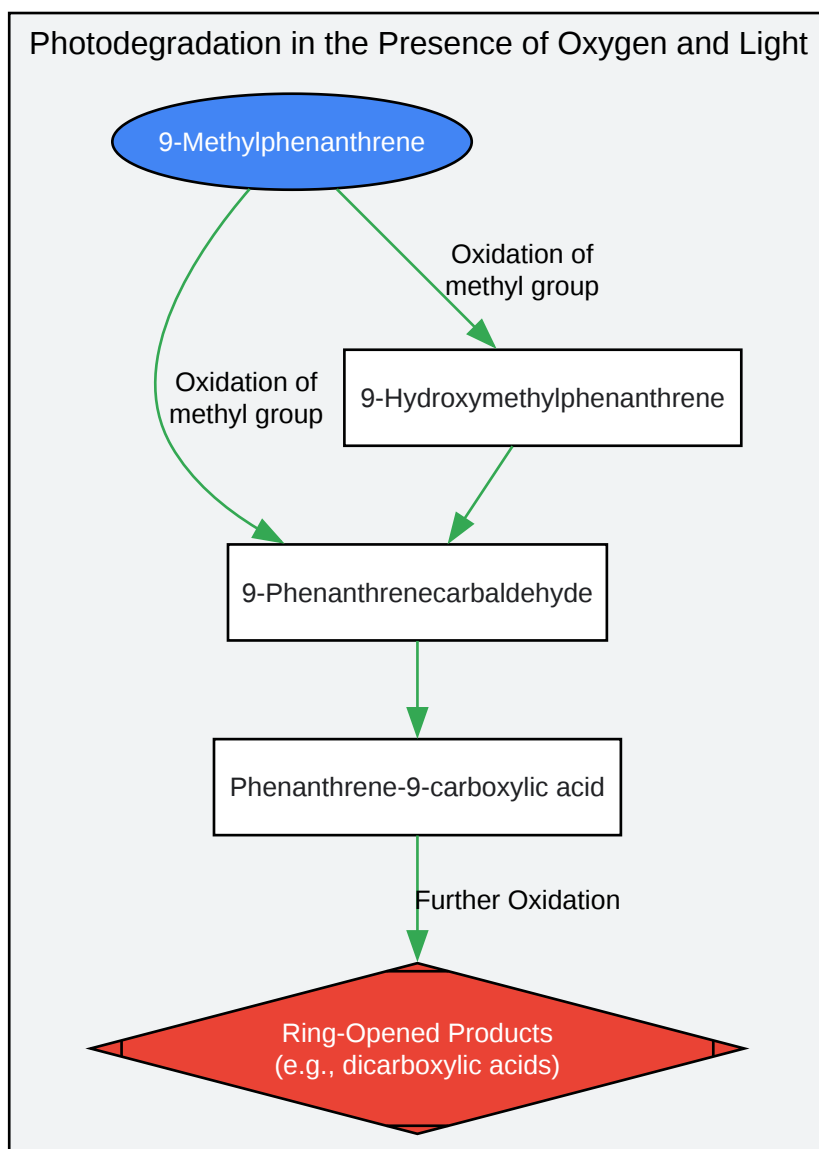 Photodegradation in the Presence of Oxygen and Light
9-Methylphenanthrene
Oxidation of
methyl group
Oxidation of
methyl group
9-Hydroxymethylphenanthrene
9-Phenanthrenecarbaldehyde
Phenanthrene-9-carboxylic acid
Further Oxidation
Ring-Opened Products
(e.g., dicarboxylic acids)